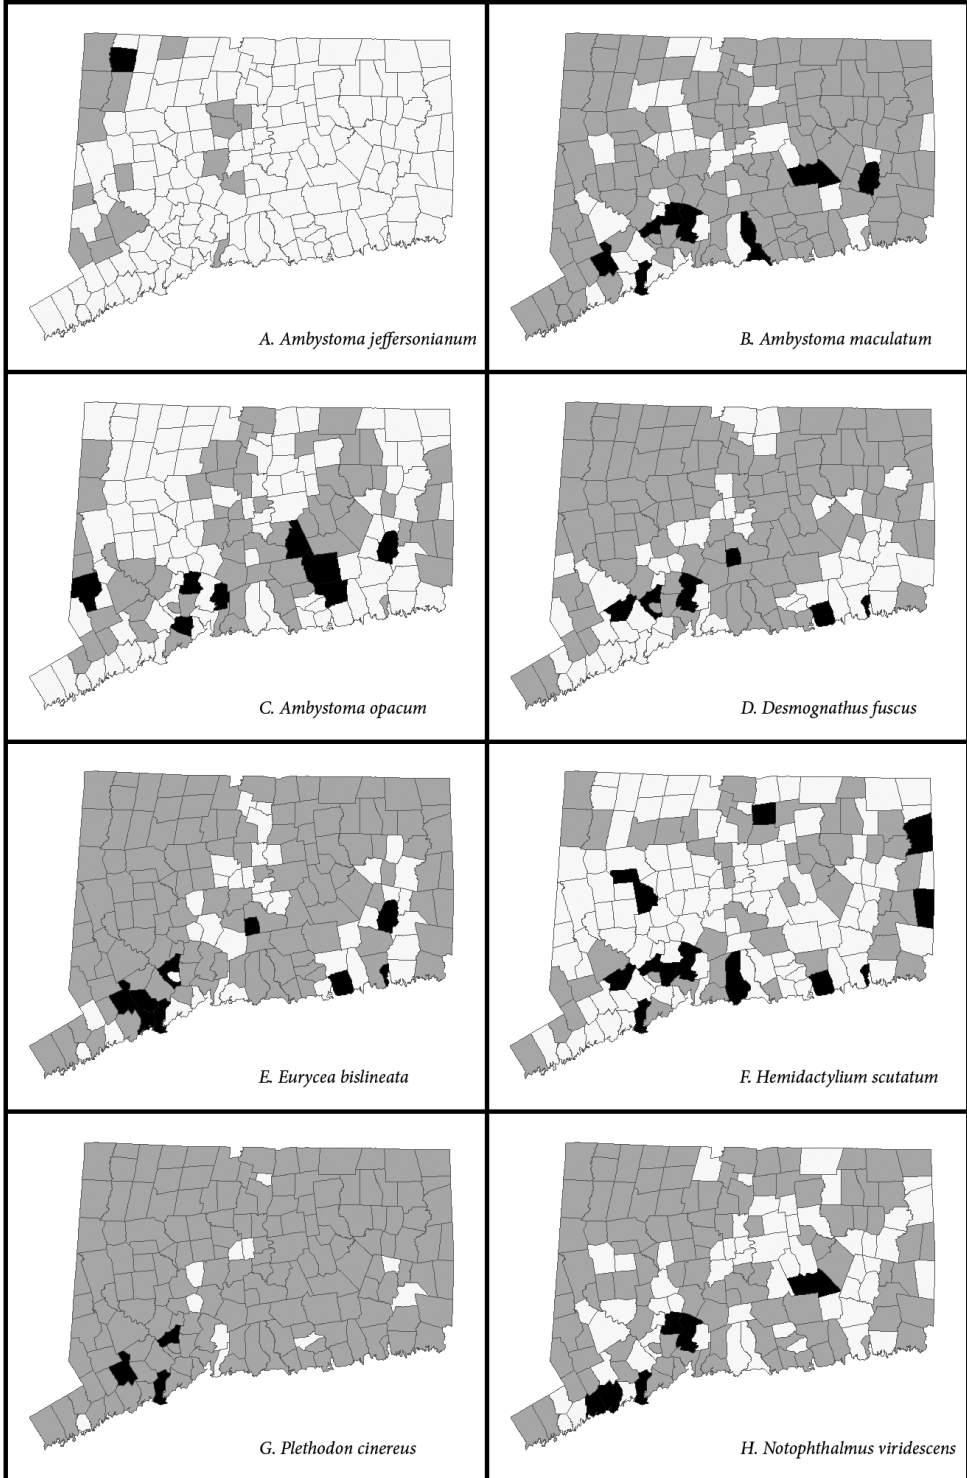 A. Ambystoma jeffersonianum
B. Ambystoma maculatum
C. Ambystoma opacum
D. Desmognathus fuscus
E. Eurycea bislineata
F. Hemidactylium scutatum
G. Plethodon cinereus
H. Notophthalmus viridescens